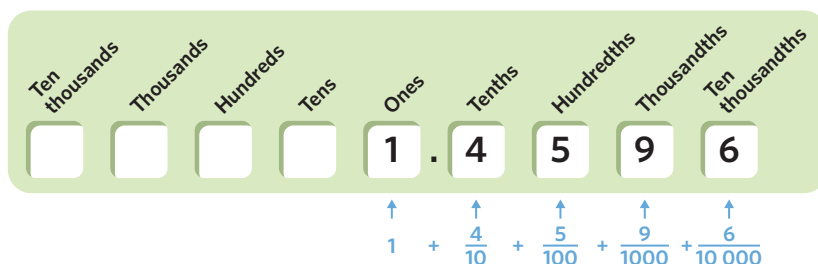 Ten thousands Thousands Hundreds Tens Ones Tenths Hundredths Thousandths Ten thousandths
1 . 4 5 9 6
↑ ↑ ↑ ↑ ↑
1 + 4/10 + 5/100 + 9/1000 + 6/10 000